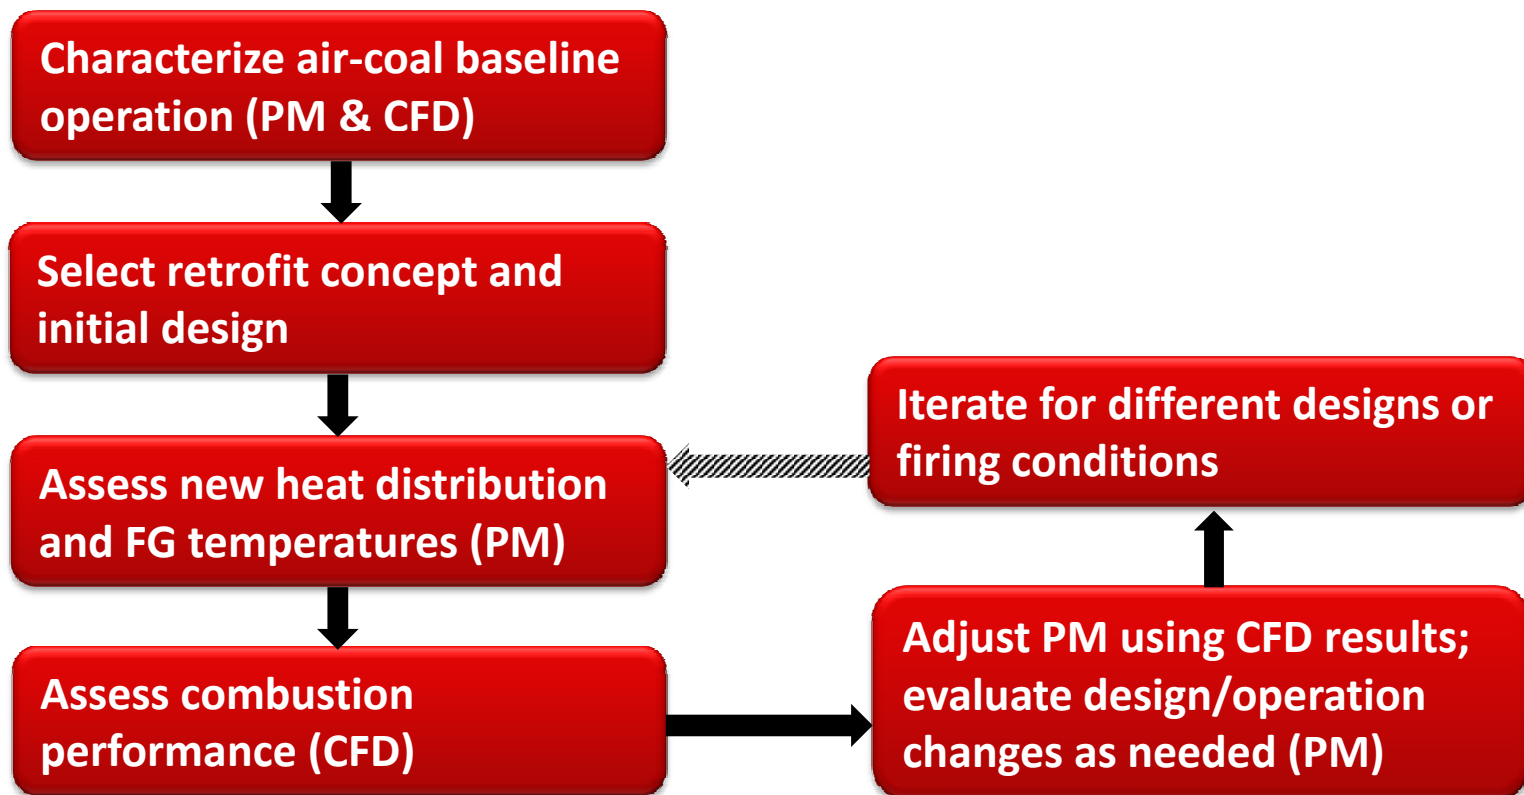 Characterize air-coal baseline
operation (PM & CFD)
Select retrofit concept and
initial design
Assess new heat distribution
and FG temperatures (PM)
Assess combustion
performance (CFD)
Adjust PM using CFD results;
evaluate design/operation
changes as needed (PM)
Iterate for different designs or
firing conditions